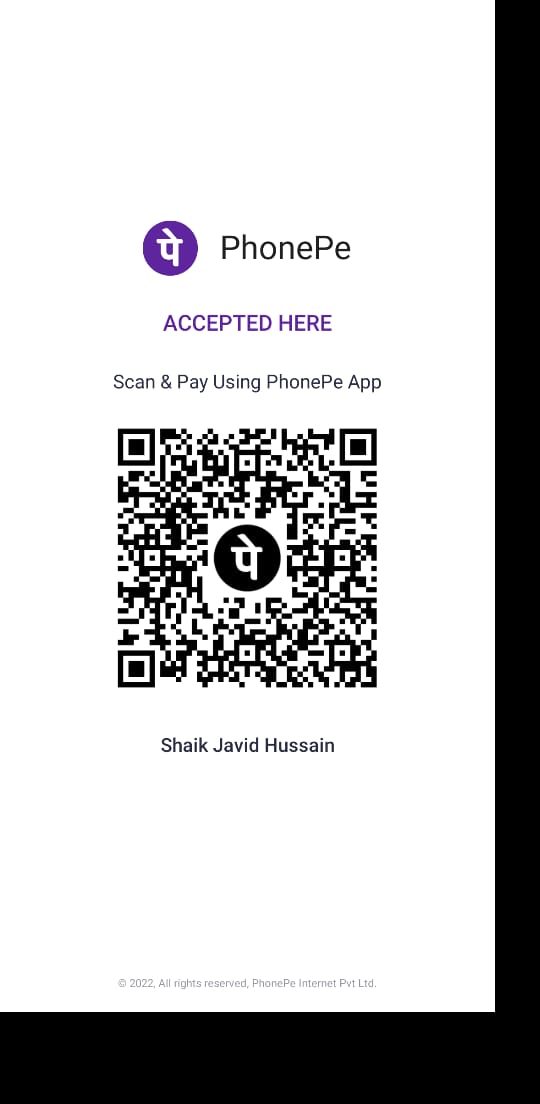 पे PhonePe
ACCEPTED HERE
Scan & Pay Using PhonePe App
पे
Shaik Javid Hussain
© 2022, All rights reserved, PhonePe Internet Pvt Ltd.